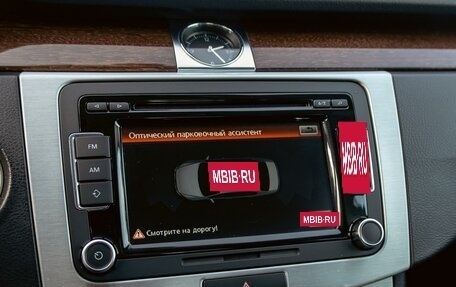 Оптический парковочный ассистент
FM
MBIB.RU
MBIB.RU
AM
MBIB.RU
Смотрите на дорогу!